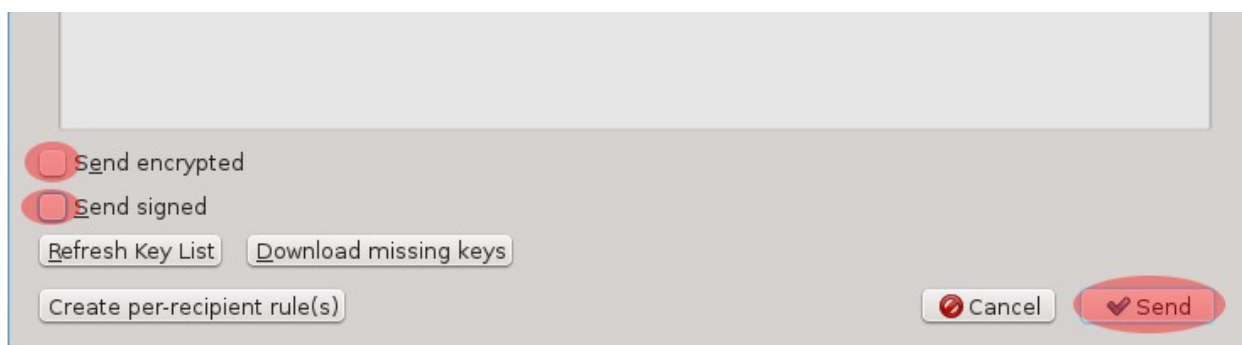 Send encrypted
Send signed
Refresh Key List Download missing keys
Create per-recipient rule(s) Cancel Send